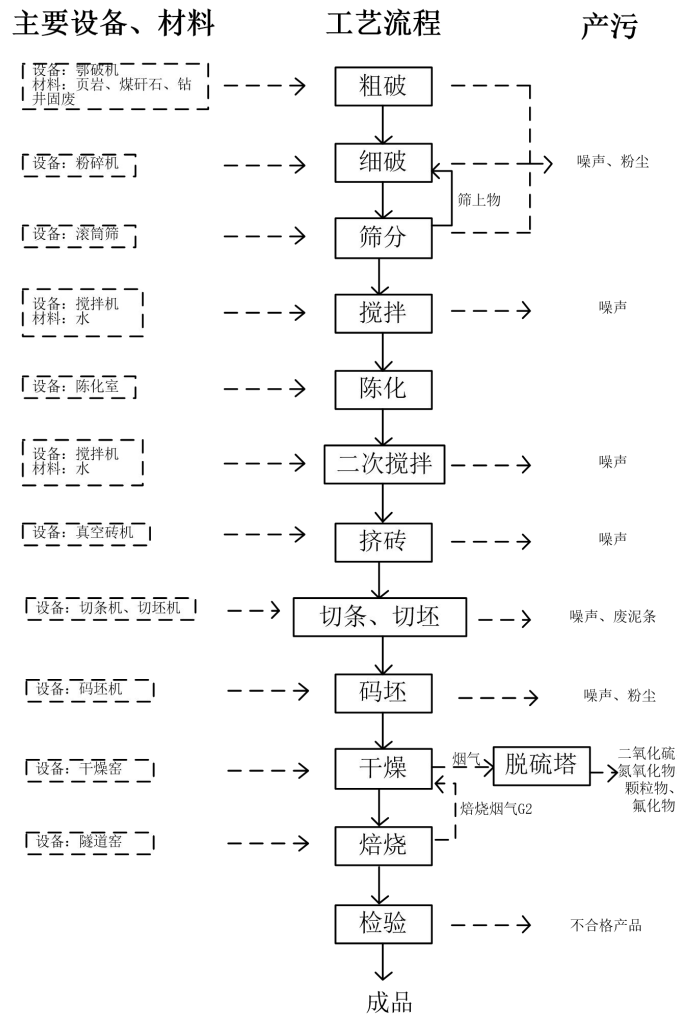 主要设备、材料
工艺流程
产污
设备：鄂破机
材料：页岩、煤矸石、钻
井固废
粗破
设备：粉碎机
细破
噪声、粉尘
筛上物
设备：滚筒筛
筛分
设备：搅拌机
材料：水
搅拌
噪声
设备：陈化室
陈化
设备：搅拌机
材料：水
二次搅拌
噪声
设备：真空砖机
挤砖
噪声
设备：切条机、切坯机
切条、切坯
噪声、废泥条
设备：码坯机
码坯
噪声、粉尘
设备：干燥窑
干燥
烟气
脱硫塔
二氧化硫
氮氧化物
颗粒物、
氟化物
焙烧烟气G2
设备：隧道窑
焙烧
检验
不合格产品
成品